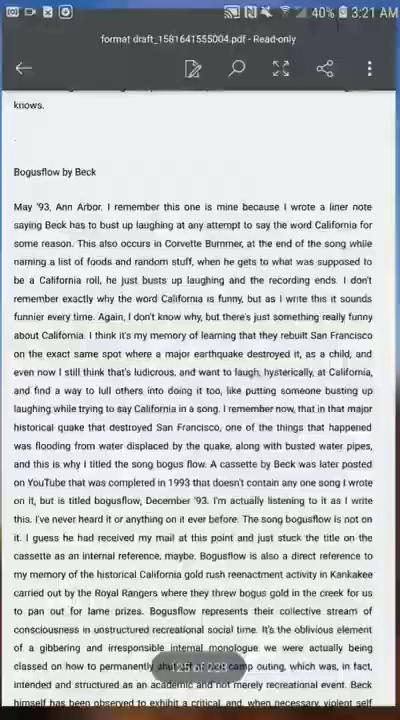 40% 3:21 AM
format draft_1581641555004.pdf - Read-only
knows.
.
Bogusflow by Beck
May '93, Ann Arbor. I remember this one is mine because I wrote a liner note
saying Beck has to bust up laughing at any attempt to say the word California for
some reason. This also occurs in Corvette Bummer, at the end of the song while
naming a list of foods and random stuff, when he gets to what was supposed to
be a California roll, he just busts up laughing and the recording ends. I don't
remember exactly why the word California is funny, but as I write this it sounds
funnier every time. Again, I don't know why, but there's just something really funny
about California. I think it's my memory of learning that they rebuilt San Francisco
on the exact same spot where a major earthquake destroyed it, as a child, and
even now I still think that's ludicrous, and want to laugh, hysterically, at California,
and find a way to lull others into doing it too, like putting someone busting up
laughing while trying to say California in a song. I remember now, that in that major
historical quake that destroyed San Francisco, one of the things that happened
was flooding from water displaced by the quake, along with busted water pipes,
and this is why I titled the song bogus flow. A cassette by Beck was later posted
on YouTube that was completed in 1993 that doesn't contain any one song I wrote
on it, but is titled bogusflow, December '93. I'm actually listening to it as I write
this. I've never heard it or anything on it ever before. The song bogusflow is not on
it. I guess he had received my mail at this point and just stuck the title on the
cassette as an internal reference, maybe. Bogusflow is also a direct reference to
my memory of the historical California gold rush reenactment activity in Kankakee
carried out by the Royal Rangers where they threw bogus gold in the creek for us
to pan out for lame prizes. Bogusflow represents their collective stream of
consciousness in unstructured recreational social time. It's the oblivious element
of a gibbering and irresponsible internal monologue we were actually being
classed on how to permanently camp outing, which was, in fact,
intended and structured as an academic and not merely recreational event. Beck
himself has been observed to exhibit a critical and, when necessary, violent self